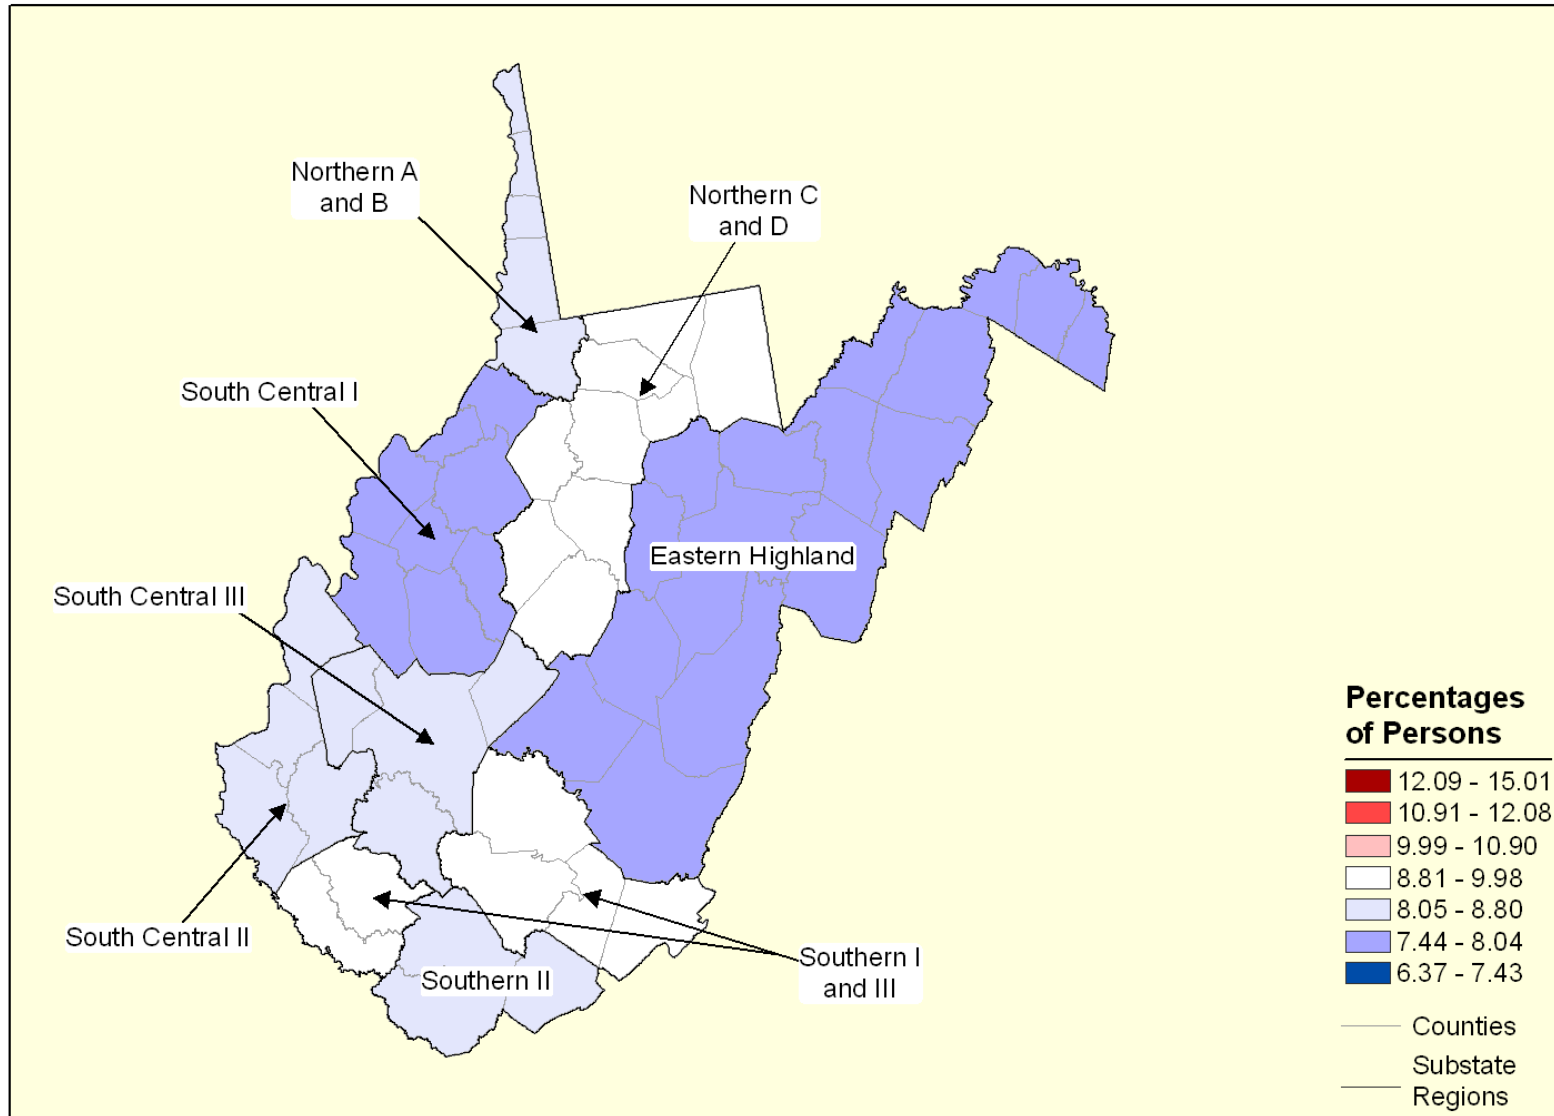 Northern A
and B
Northern C
and D
South Central I
Eastern Highland
South Central III
South Central II
Southern II
Southern I
and III
Percentages
of Persons
12.09 - 15.01
10.91 - 12.08
9.99 - 10.90
8.81 - 9.98
8.05 - 8.80
7.44 - 8.04
6.37 - 7.43
Counties
Substate
Regions